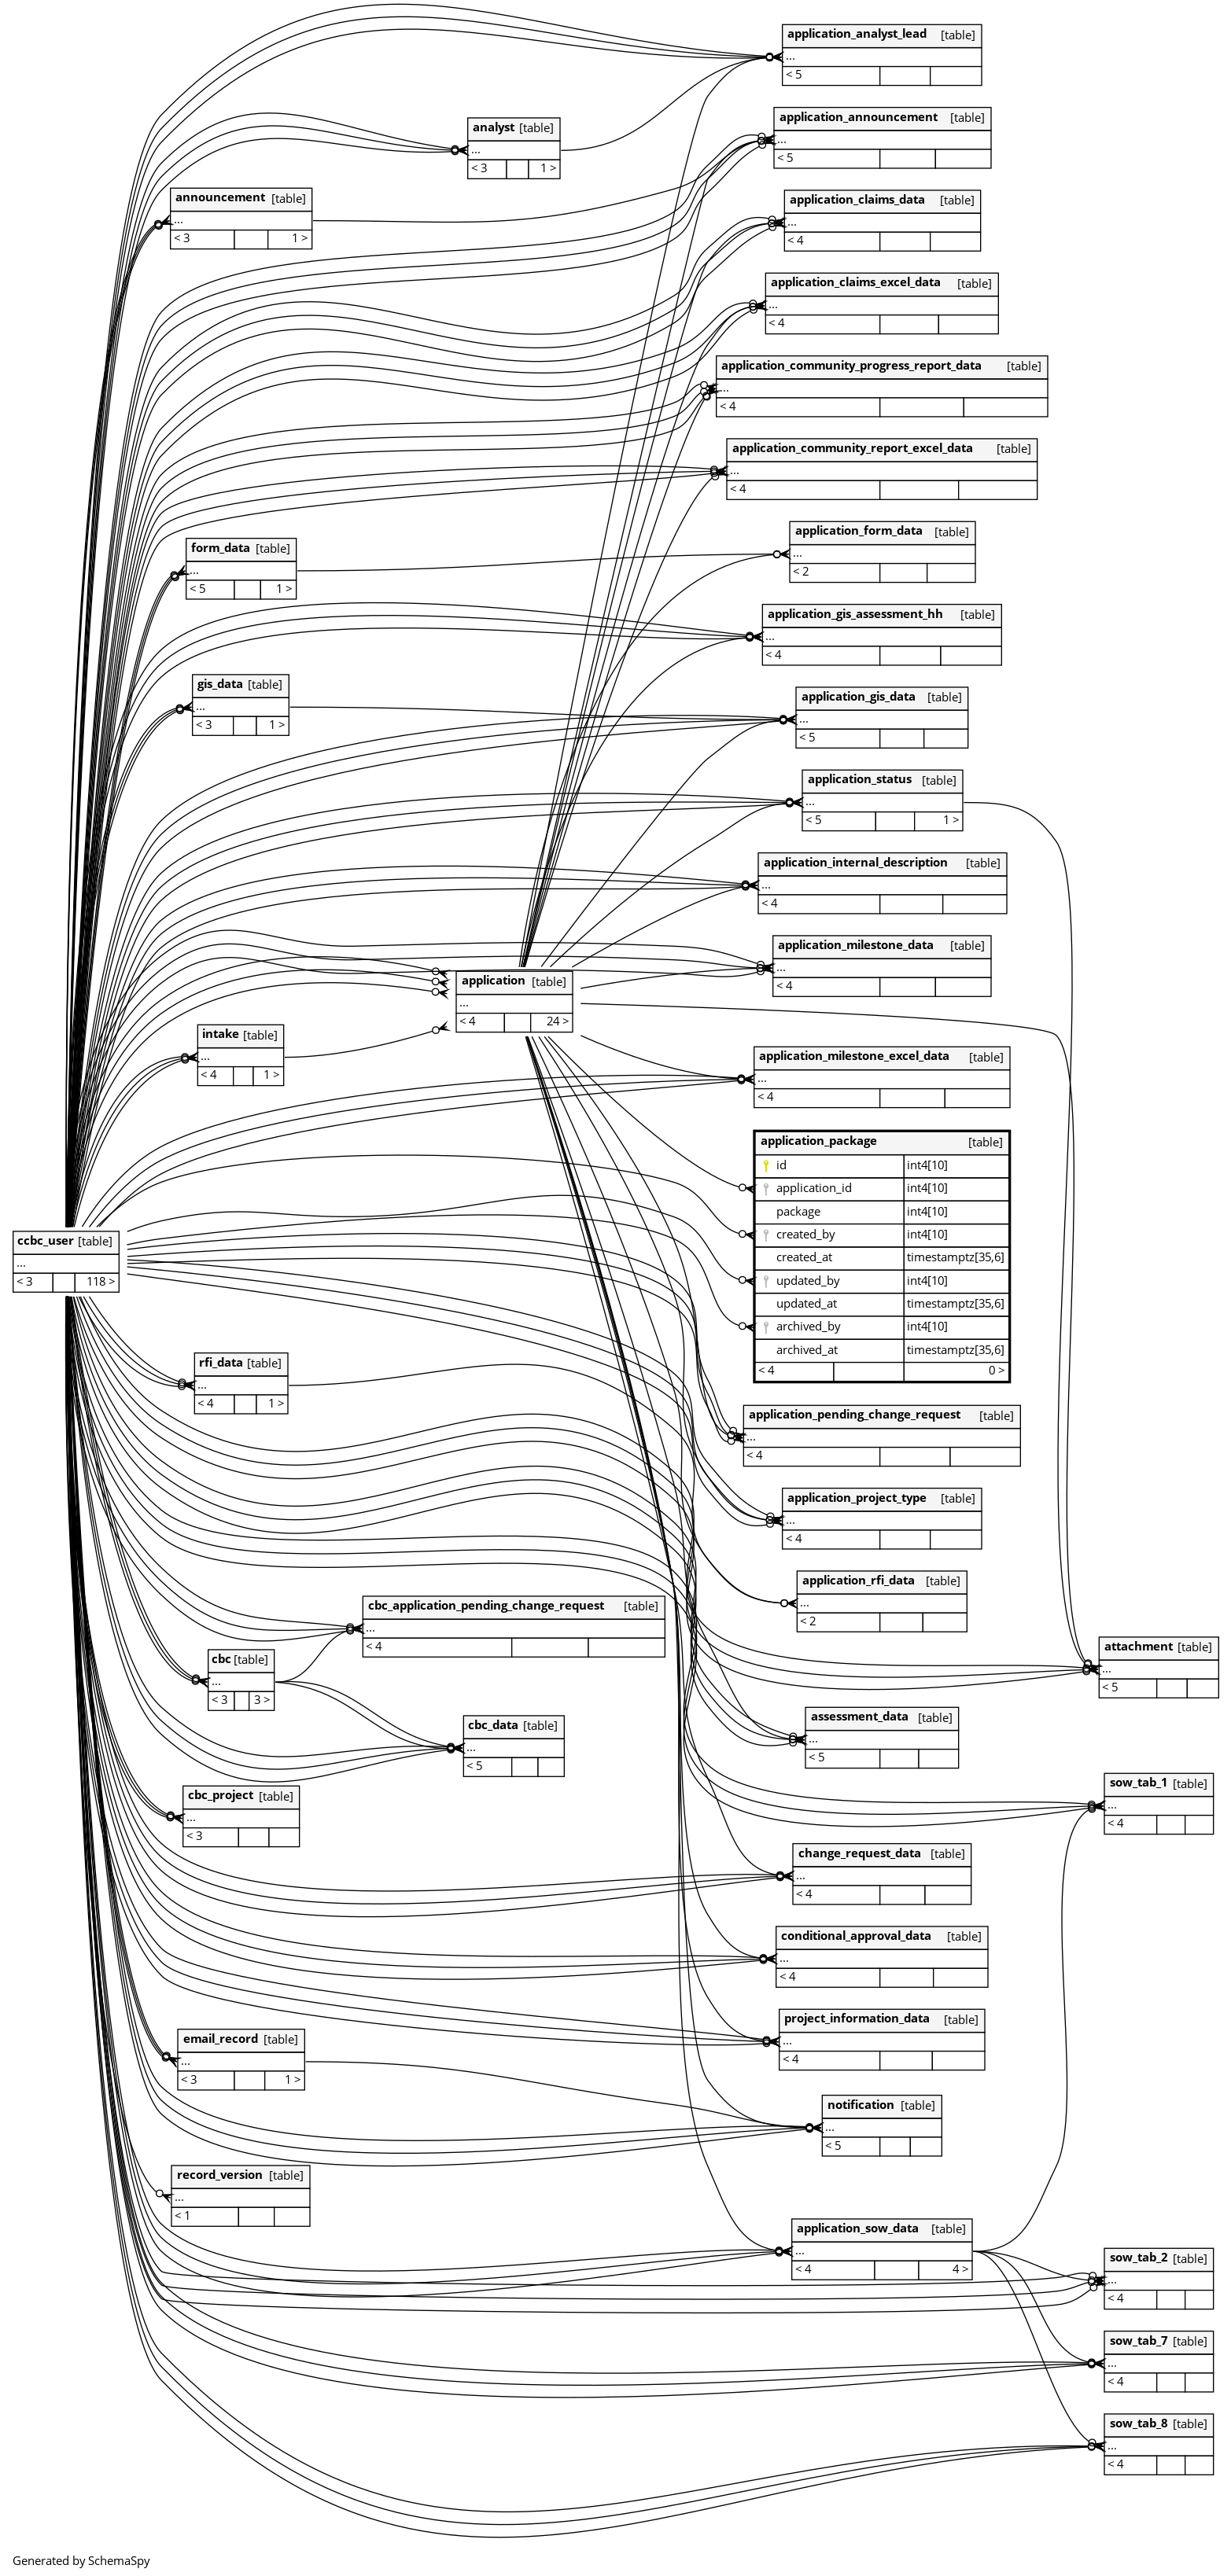 application_analyst_lead [table]
...
< 5
application_announcement [table]
...
< 5
analyst [table]
...
< 3 1 >
announcement [table]
...
< 3 1 >
application_claims_data [table]
...
< 4
application_claims_excel_data [table]
...
< 4
application_community_progress_report_data [table]
...
< 4
application_community_report_excel_data [table]
...
< 4
application_form_data [table]
...
< 2
form_data [table]
...
< 5 1 >
application_gis_assessment_hh [table]
...
< 4
gis_data [table]
...
< 3 1 >
application_gis_data [table]
...
< 5
application_status [table]
...
< 5 1 >
application_internal_description [table]
...
< 4
application_milestone_data [table]
...
< 4
application [table]
...
< 4 24 >
intake [table]
...
< 4 1 >
application_milestone_excel_data [table]
...
< 4
application_package [table]
id int4[10]
application_id int4[10]
package int4[10]
created_by int4[10]
created_at timestamptz[35,6]
updated_by int4[10]
updated_at timestamptz[35,6]
archived_by int4[10]
archived_at timestamptz[35,6]
< 4 0 >
ccbc_user [table]
...
< 3 118 >
rfi_data [table]
...
< 4 1 >
application_pending_change_request [table]
...
< 4
application_project_type [table]
...
< 4
application_rfi_data [table]
...
< 2
cbc_application_pending_change_request [table]
...
< 4
attachment [table]
...
< 5
cbc [table]
...
< 3 3 >
assessment_data [table]
...
< 5
cbc_data [table]
...
< 5
sow_tab_1 [table]
...
< 4
cbc_project [table]
...
< 3
change_request_data [table]
...
< 4
conditional_approval_data [table]
...
< 4
project_information_data [table]
...
< 4
email_record [table]
...
< 3 1 >
notification [table]
...
< 5
record_version [table]
...
< 1
application_sow_data [table]
...
< 4 4 >
sow_tab_2 [table]
...
< 4
sow_tab_7 [table]
...
< 4
sow_tab_8 [table]
...
< 4
Generated by SchemaSpy